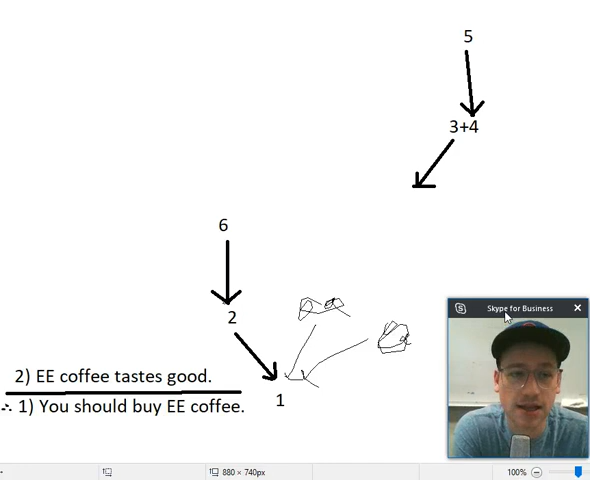 5
3+4
6
Skype for Business
2
2) EE coffee tastes good.
∴ 1) You should buy EE coffee.
1
880 × 740px
100%